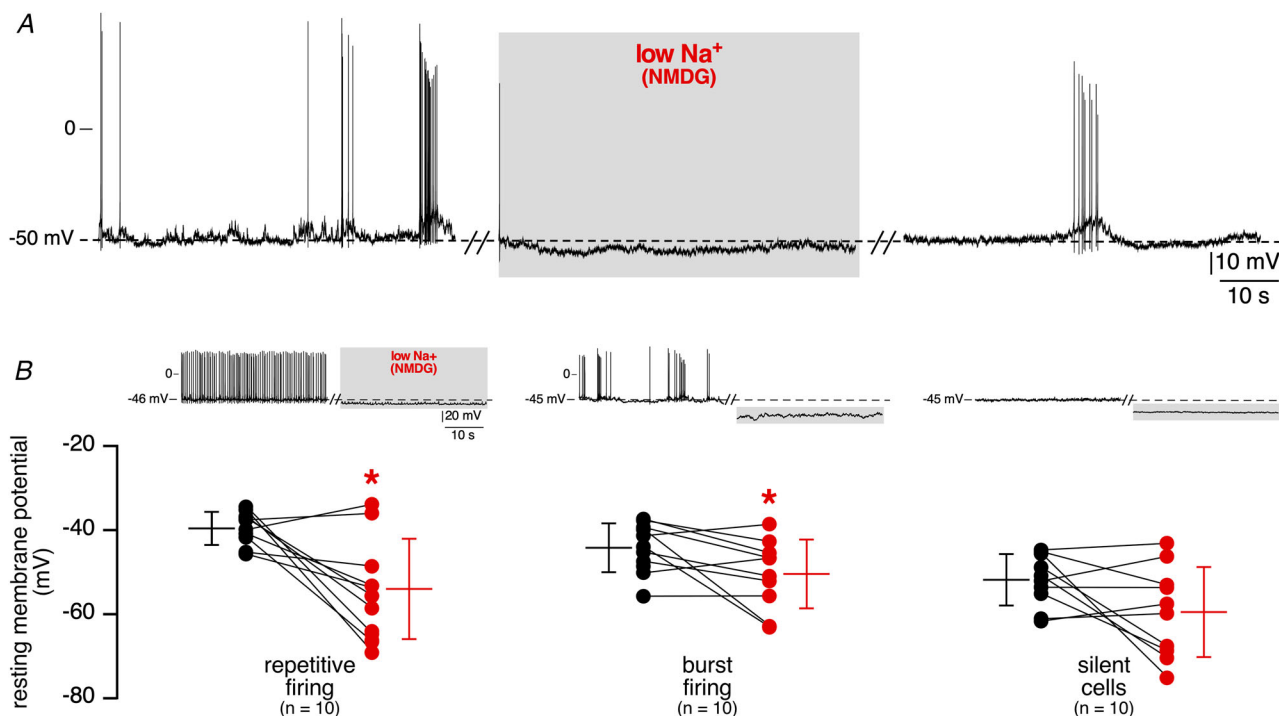 A
low Na+
(NMDG)
0
-50 mV
10 mV
10 s
B
0
-46 mV
low Na+
(NMDG)
20 mV
10 s
0
-45 mV
-45 mV
resting membrane potential
(mV)
-20
-40
-60
-80
*
*
repetitive
firing
(n = 10)
burst
firing
(n = 10)
silent
cells
(n = 10)